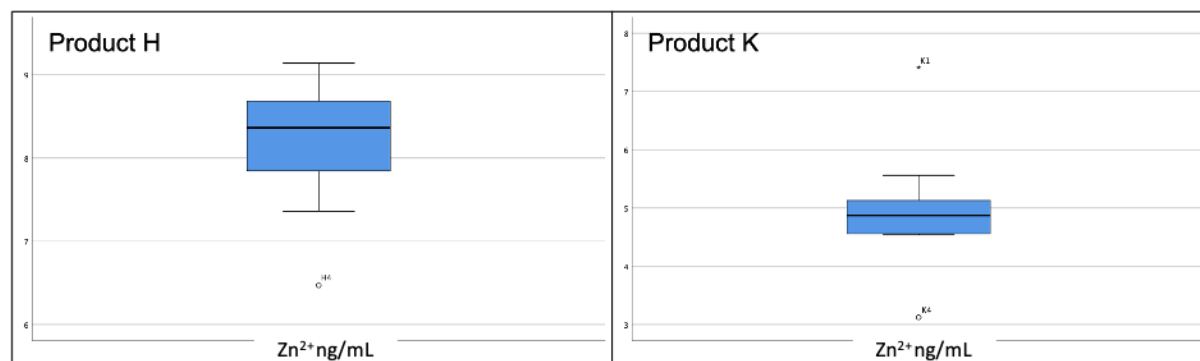 Product H
9
8
7
6
H4
Zn²⁺ng/mL
Product K
8
7
6
5
4
3
K1
K4
Zn²⁺ng/mL